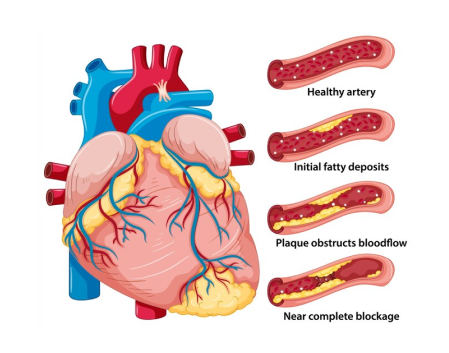 Healthy artery
Initial fatty deposits
Plaque obstructs bloodflow
Near complete blockage